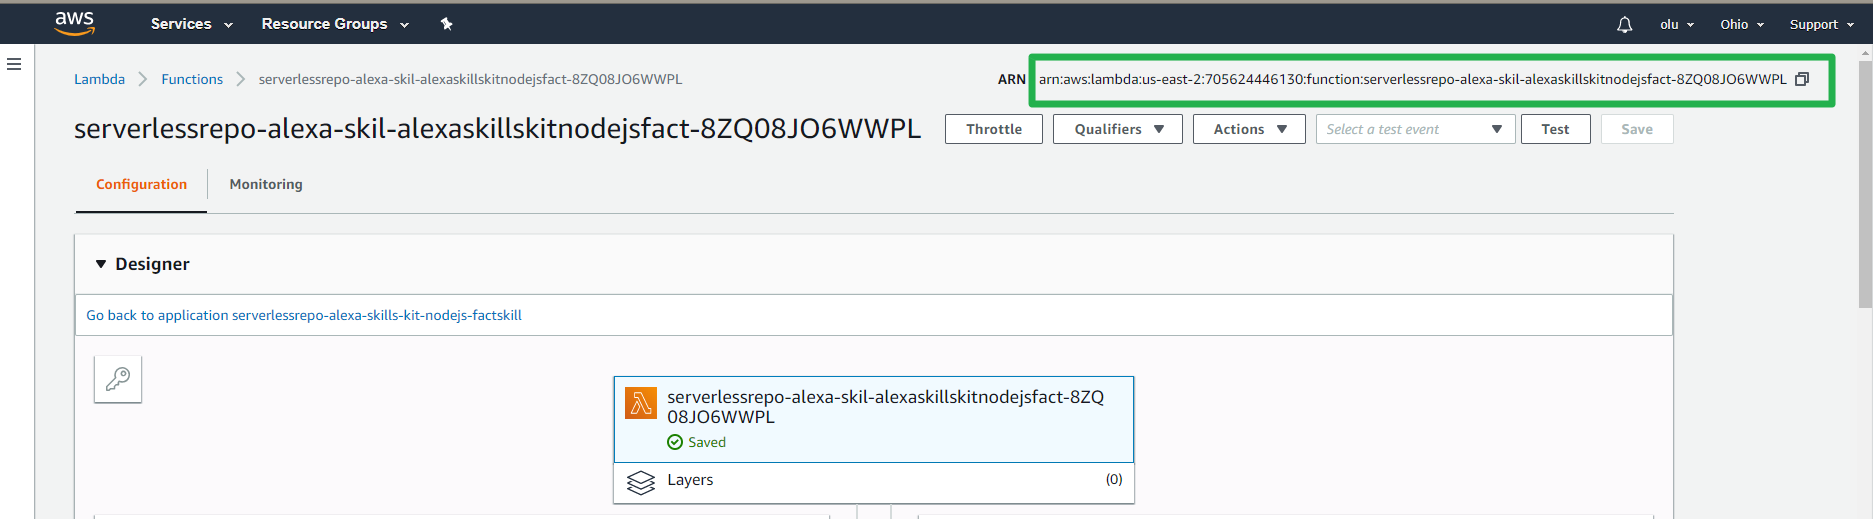 aws Services Resource Groups olu Ohio Support
Lambda Functions serverlessrepo-alexa-skil-alexaskillskitnodejsfact-8ZQ08JO6WWPL ARN arn:aws:lambda:us-east-2:705624446130:function:serverlessrepo-alexa-skil-alexaskillskitnodejsfact-8ZQ08JO6WWPL
serverlessrepo-alexa-skil-alexaskillskitnodejsfact-8ZQ08JO6WWPL Throttle Qualifiers Actions Select a test event Test Save
Configuration Monitoring
Designer
Go back to application serverlessrepo-alexa-skills-kit-nodejs-factskill
serverlessrepo-alexa-skil-alexaskillskitnodejsfact-8ZQ
08JO6WWPL
Saved
Layers (0)